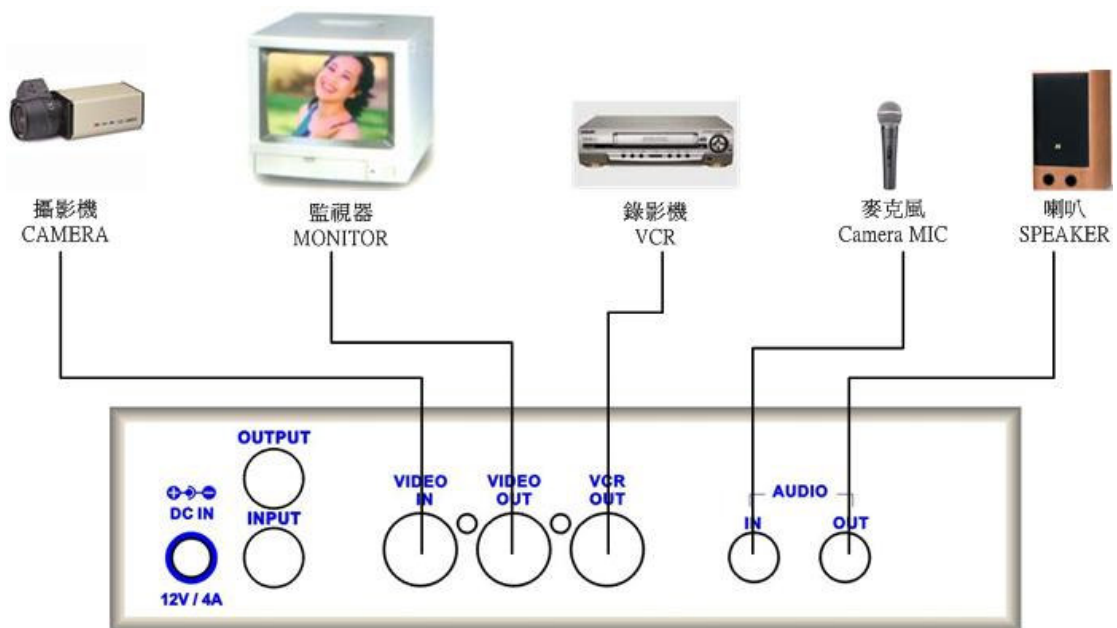 攝影機
CAMERA
監視器
MONITOR
錄影機
VCR
麥克風
Camera MIC
喇叭
SPEAKER
OUTPUT
INPUT
DC IN
12V / 4A
VIDEO
IN
VIDEO
OUT
VCR
OUT
AUDIO
IN
OUT